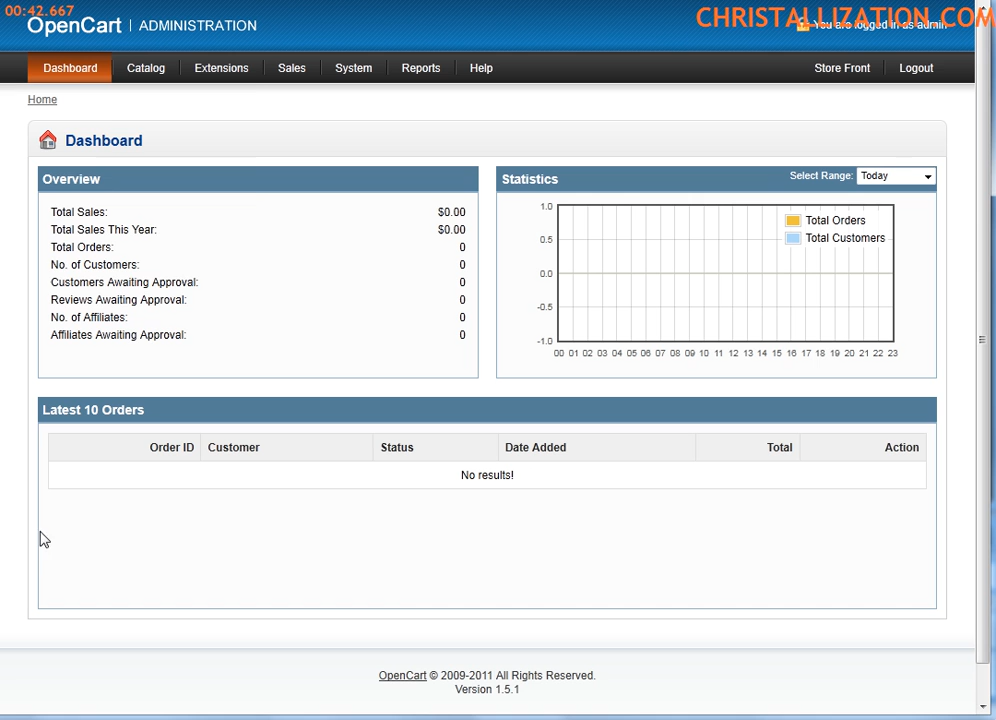 00:42.667
CHRISTALLIZATION.COM
OpenCart | ADMINISTRATION
You are logged in as admin
Dashboard Catalog Extensions Sales System Reports Help Store Front Logout
Home
Dashboard
Overview
Total Sales: $0.00
Total Sales This Year: $0.00
Total Orders: 0
No. of Customers: 0
Customers Awaiting Approval: 0
Reviews Awaiting Approval: 0
No. of Affiliates: 0
Affiliates Awaiting Approval: 0
Statistics Select Range: Today
1.0
0.5
0.0
-0.5
-1.0
Total Orders
Total Customers
00 01 02 03 04 05 06 07 08 09 10 11 12 13 14 15 16 17 18 19 20 21 22 23
Latest 10 Orders
Order ID Customer Status Date Added Total Action
No results!
OpenCart © 2009-2011 All Rights Reserved.
Version 1.5.1